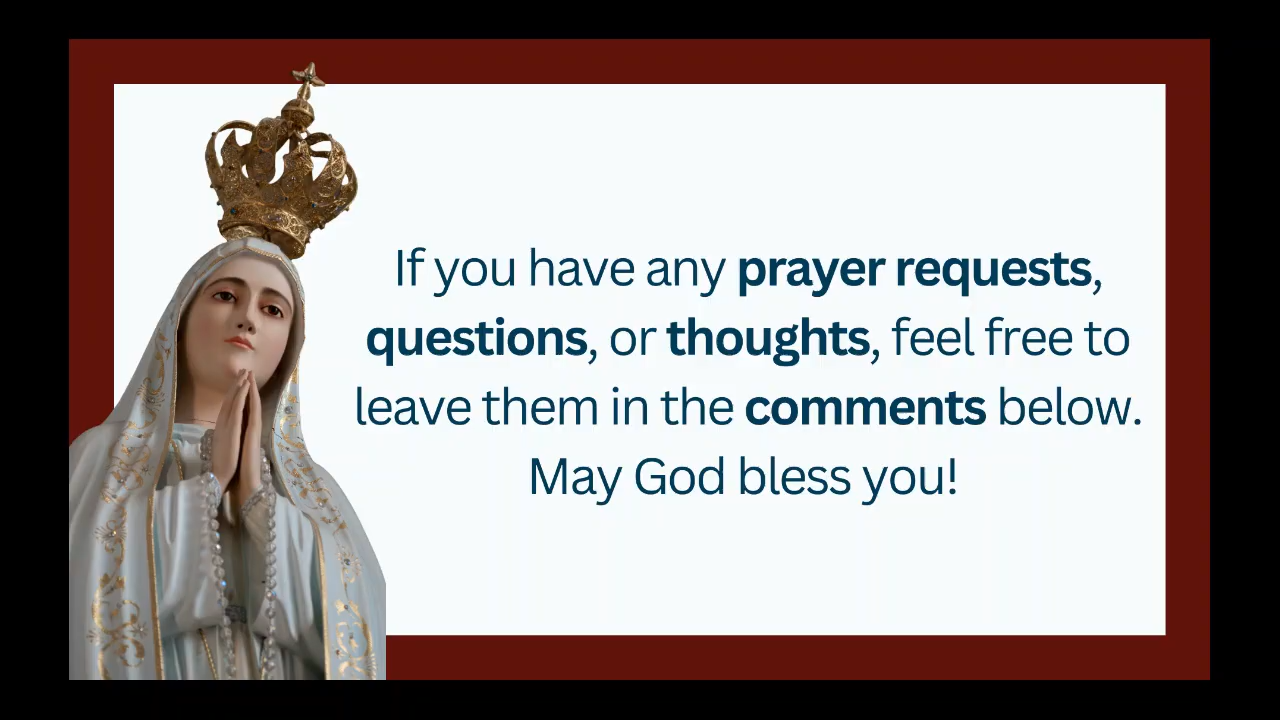 If you have any prayer requests,
questions, or thoughts, feel free to
leave them in the comments below.
May God bless you!